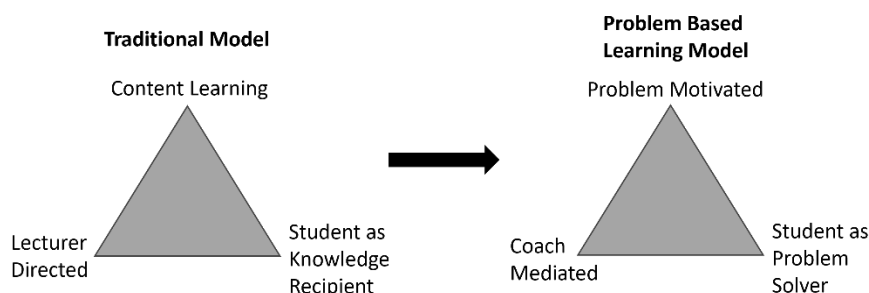 Traditional Model
Content Learning
Lecturer
Directed
Student as
Knowledge
Recipient
Problem Based
Learning Model
Problem Motivated
Coach
Mediated
Student as
Problem
Solver